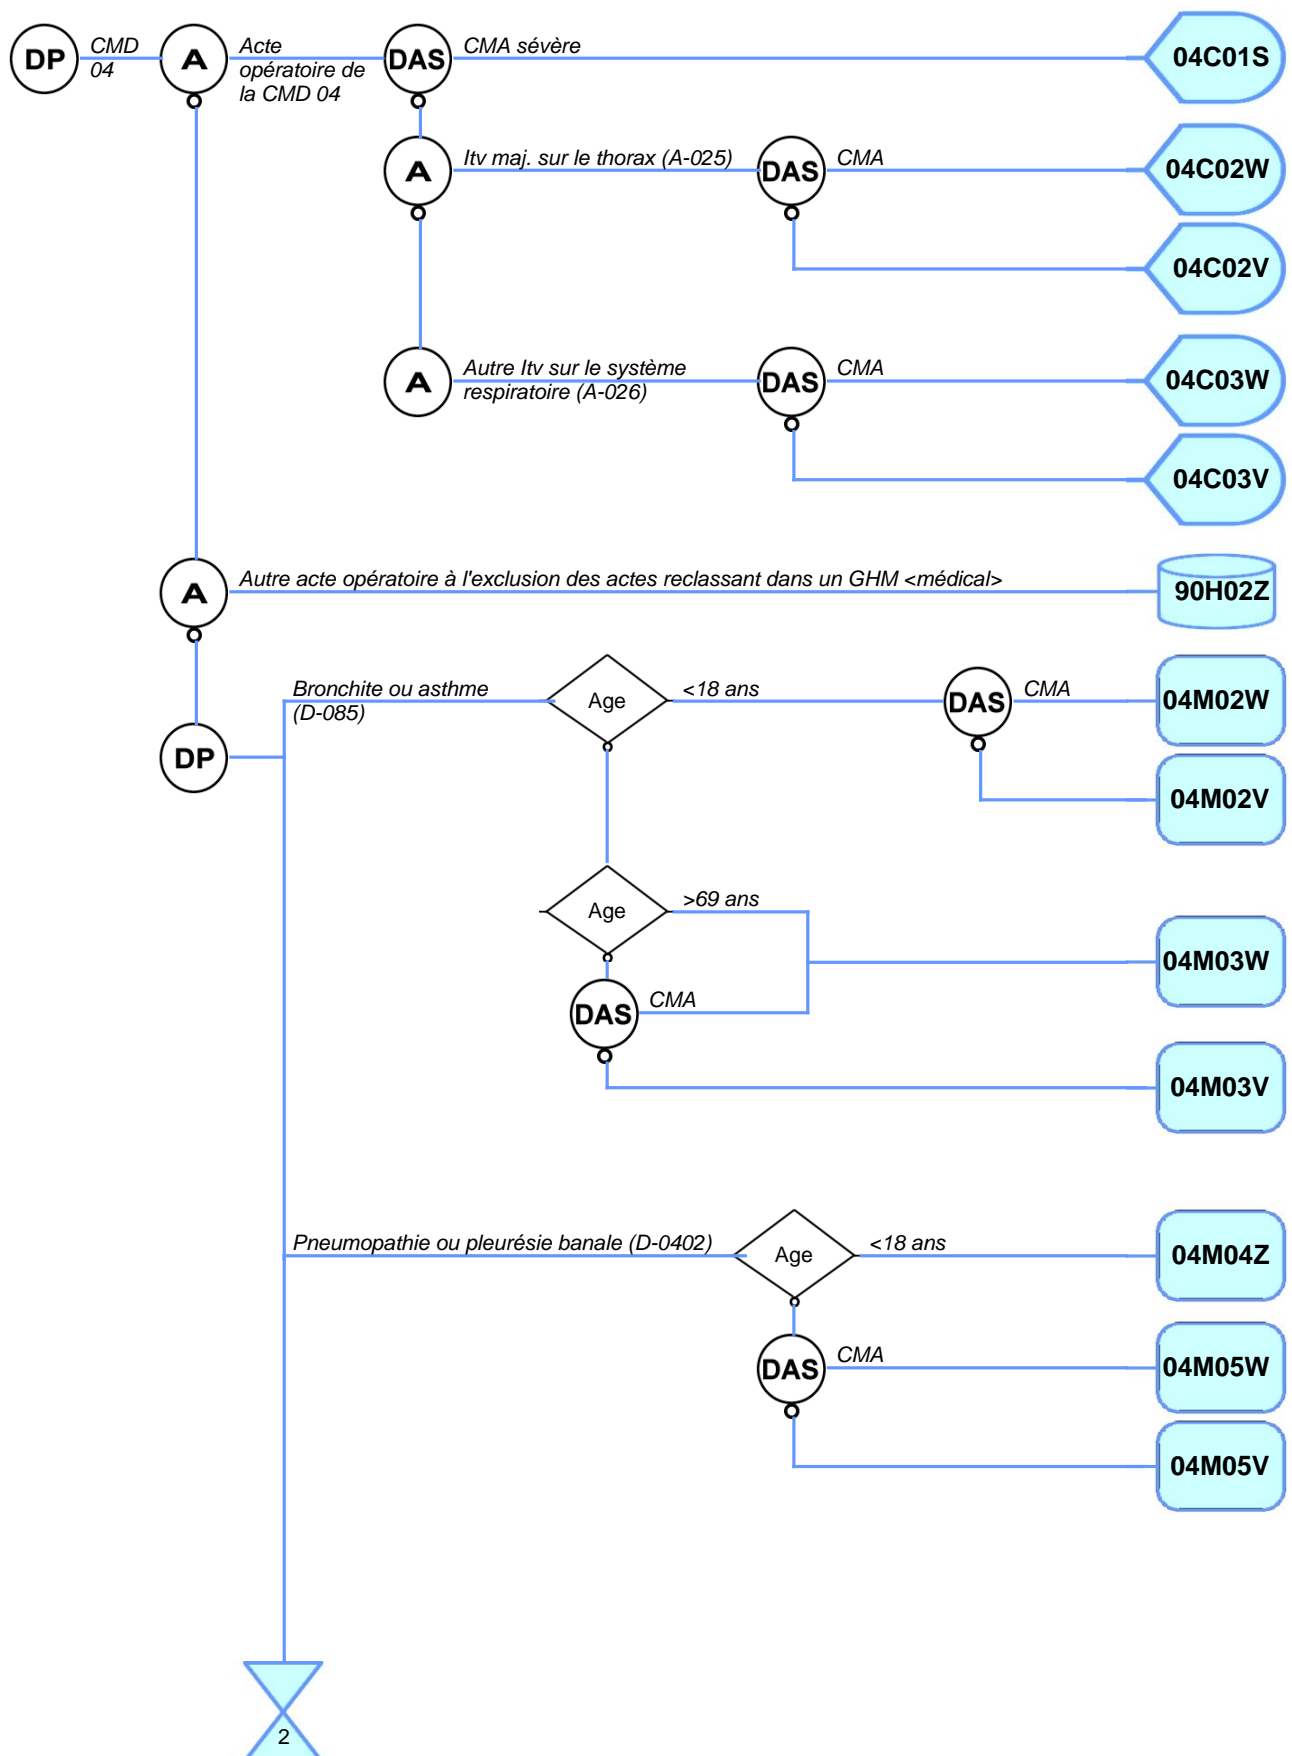 DP
CMD
04
A
Acte
opératoire de
la CMD 04
DAS
CMA sévère
04C01S
A
Itv maj. sur le thorax (A-025)
DAS
CMA
04C02W
04C02V
A
Autre Itv sur le système
respiratoire (A-026)
DAS
CMA
04C03W
04C03V
A
Autre acte opératoire à l'exclusion des actes reclassant dans un GHM <médical>
90H02Z
DP
Bronchite ou asthme
(D-085)
Age
<18 ans
DAS
CMA
04M02W
04M02V
Age
>69 ans
04M03W
DAS
CMA
04M03V
Pneumopathie ou pleurésie banale (D-0402)
Age
<18 ans
04M04Z
DAS
CMA
04M05W
04M05V
2